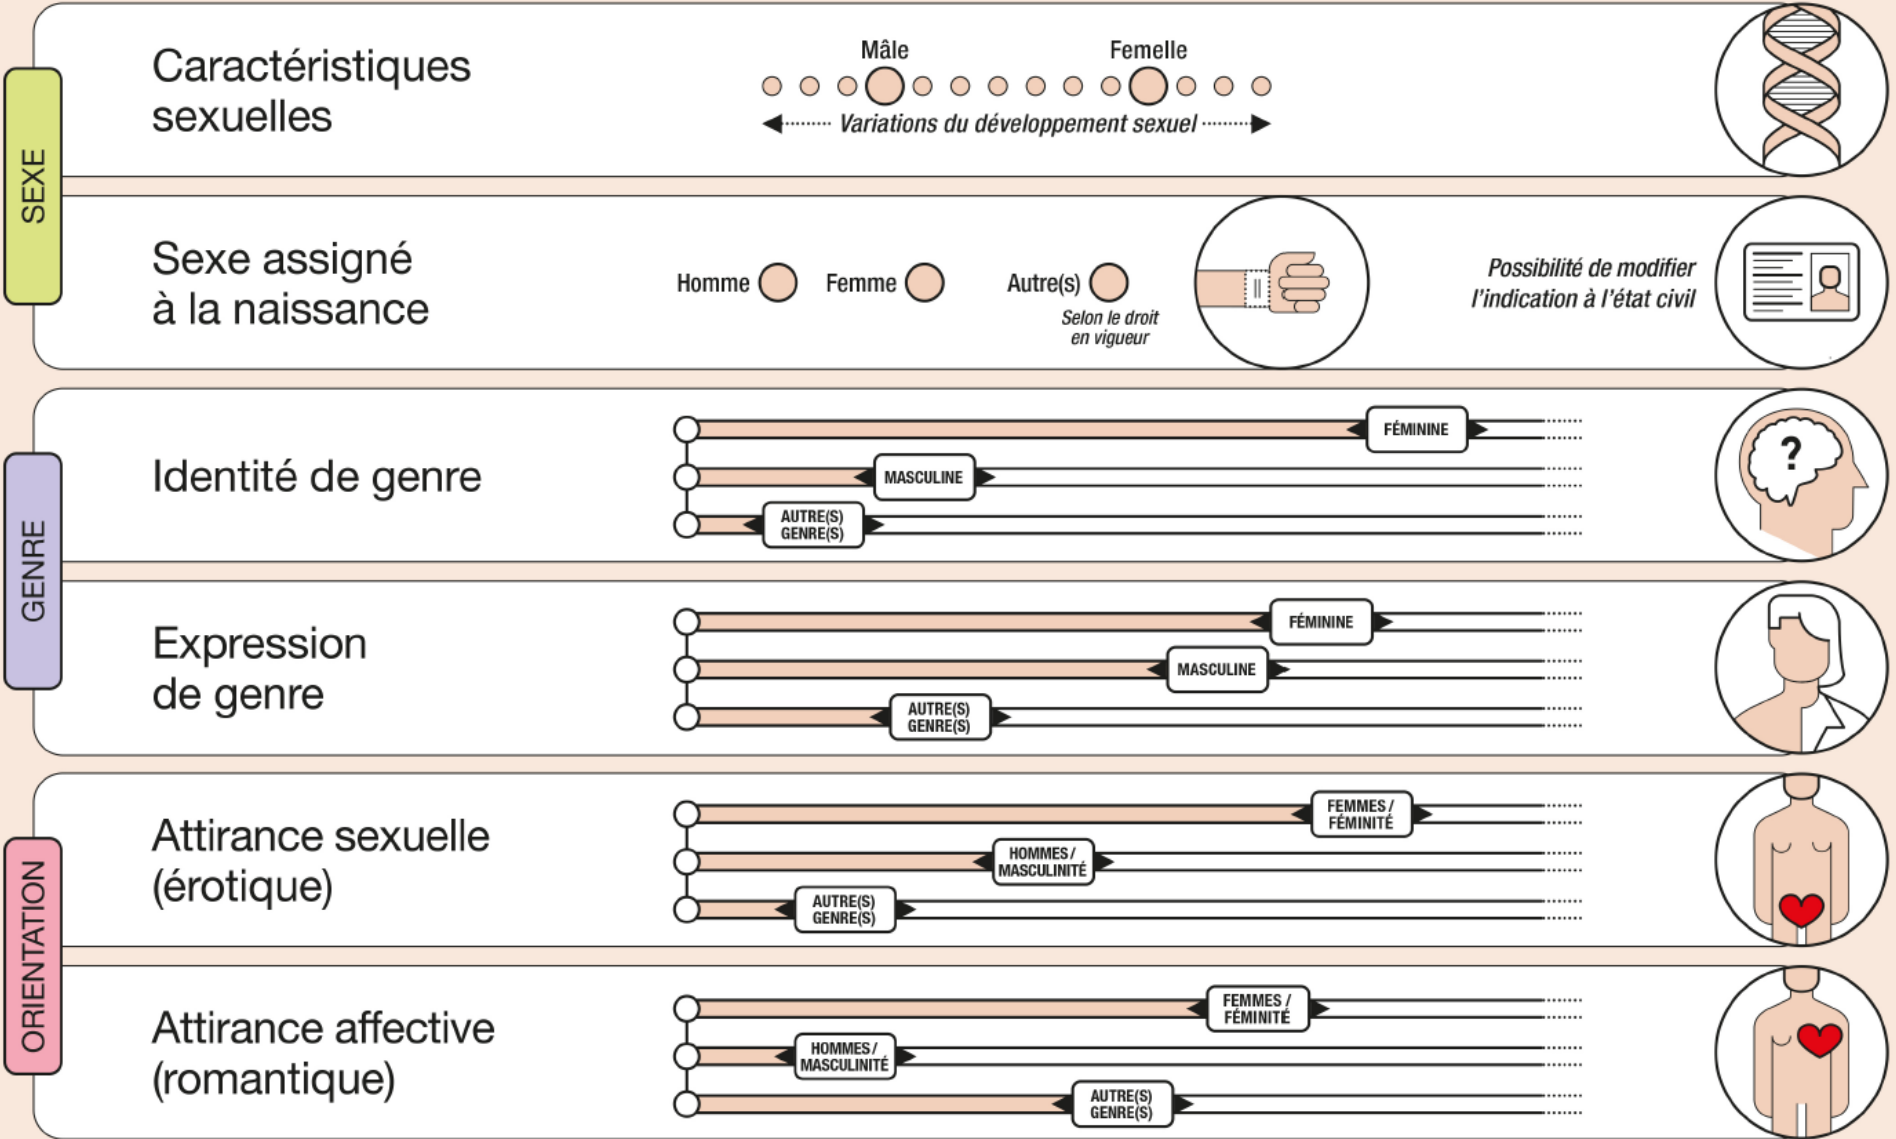 SEXE
Caractéristiques
sexuelles
Mâle
Femelle
Variations du développement sexuel
Sexe assigné
à la naissance
Homme
Femme
Autre(s)
Selon le droit
en vigueur
Possibilité de modifier
l'indication à l'état civil
GENRE
Identité de genre
FÉMININE
MASCULINE
AUTRE(S)
GENRE(S)
?
Expression
de genre
FÉMININE
MASCULINE
AUTRE(S)
GENRE(S)
ORIENTATION
Attirance sexuelle
(érotique)
FEMMES /
FÉMINITÉ
HOMMES /
MASCULINITÉ
AUTRE(S)
GENRE(S)
Attirance affective
(romantique)
FEMMES /
FÉMINITÉ
HOMMES /
MASCULINITÉ
AUTRE(S)
GENRE(S)